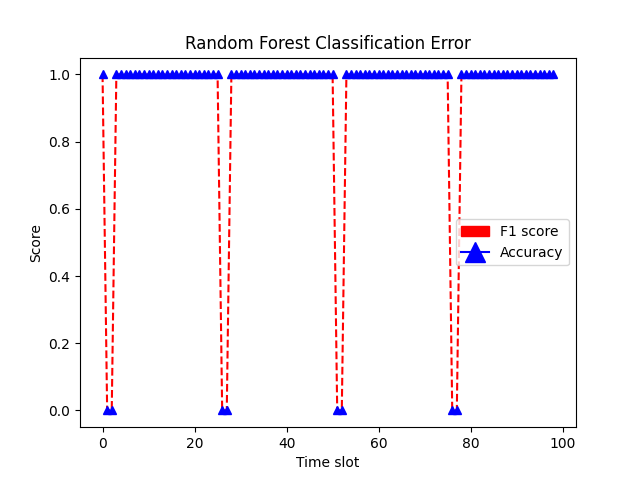 Random Forest Classification Error
1.0
0.8
0.6
0.4
0.2
0.0
Score
F1 score
Accuracy
0 20 40 60 80 100
Time slot